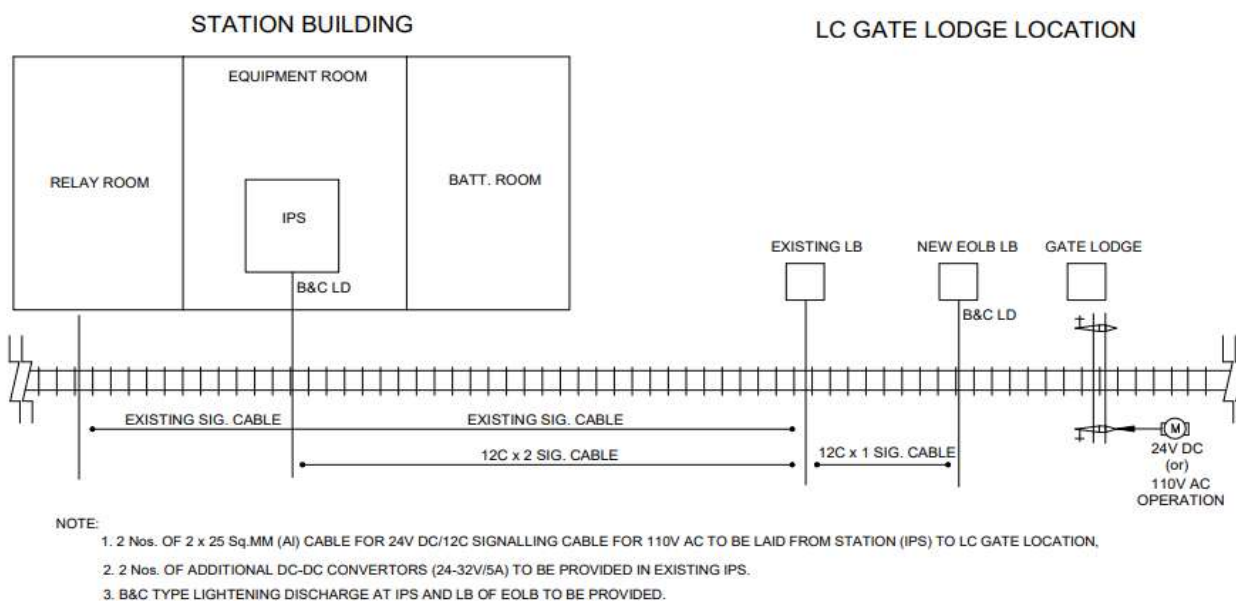 STATION BUILDING
LC GATE LODGE LOCATION
EQUIPMENT ROOM
RELAY ROOM
BATT. ROOM
IPS
B&C LD
EXISTING LB
NEW EOLB LB
GATE LODGE
B&C LD
EXISTING SIG. CABLE
EXISTING SIG. CABLE
12C x 2 SIG. CABLE
12C x 1 SIG. CABLE
M
24V DC
(or)
110V AC
OPERATION
NOTE:
1. 2 Nos. OF 2 x 25 Sq.MM (Al) CABLE FOR 24V DC/12C SIGNALLING CABLE FOR 110V AC TO BE LAID FROM STATION (IPS) TO LC GATE LOCATION,
2. 2 Nos. OF ADDITIONAL DC-DC CONVERTORS (24-32V/5A) TO BE PROVIDED IN EXISTING IPS.
3. B&C TYPE LIGHTENING DISCHARGE AT IPS AND LB OF EOLB TO BE PROVIDED.